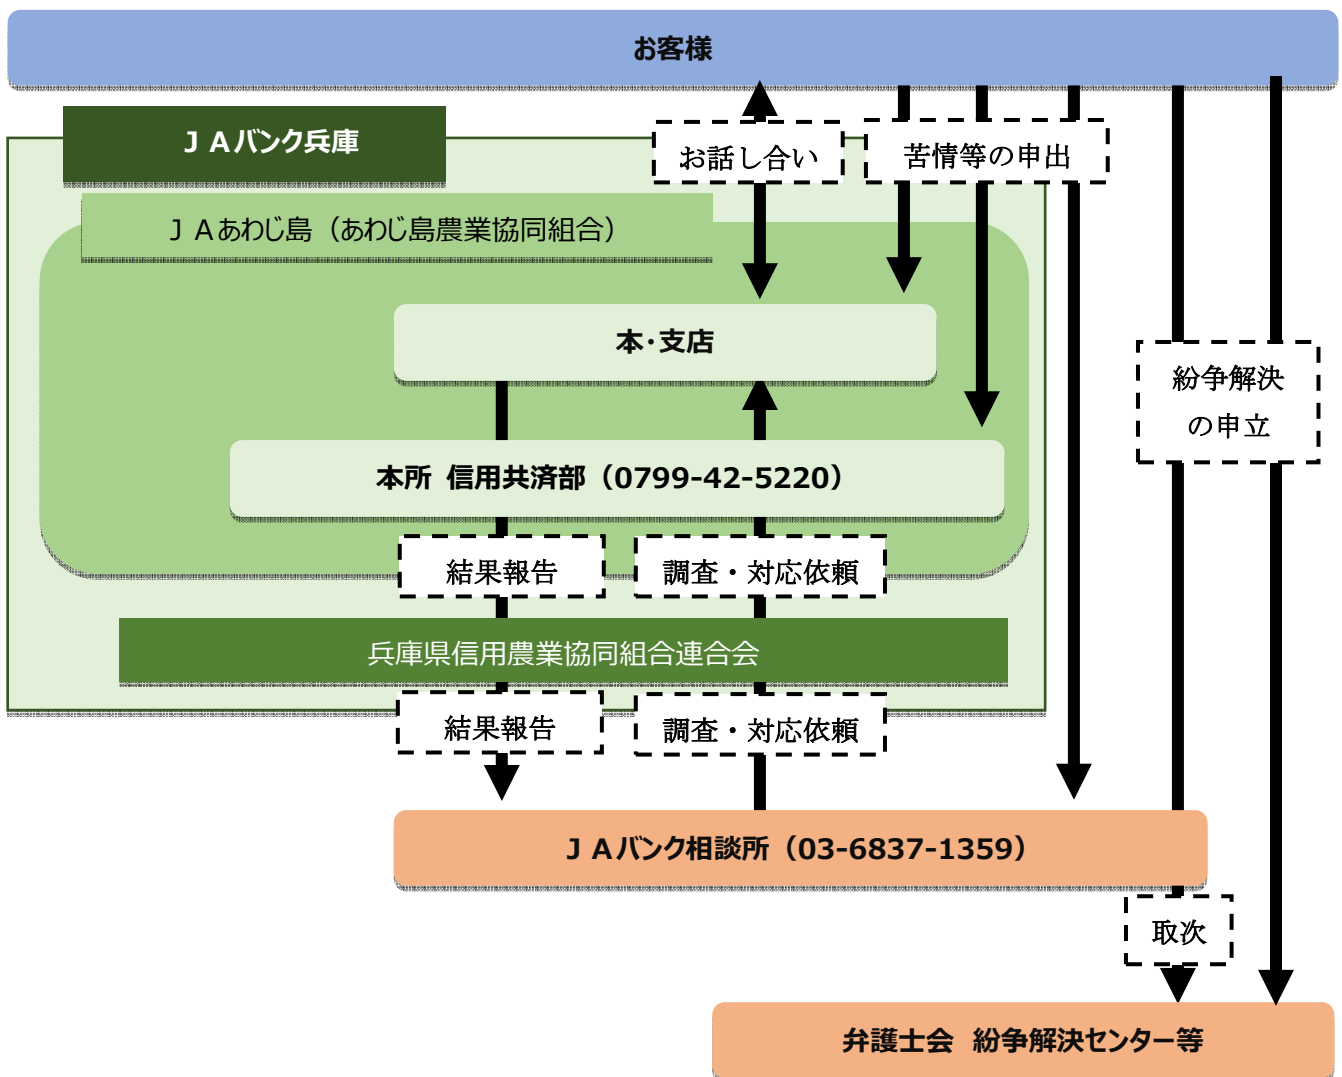 お客様
ＪＡバンク兵庫
お話し合い
苦情等の申出
ＪＡあわじ島（あわじ島農業協同組合）
本･支店
紛争解決
の申立
本所 信用共済部（0799-42-5220）
結果報告
調査・対応依頼
兵庫県信用農業協同組合連合会
結果報告
調査・対応依頼
ＪＡバンク相談所（03-6837-1359）
取次
弁護士会 紛争解決センター等